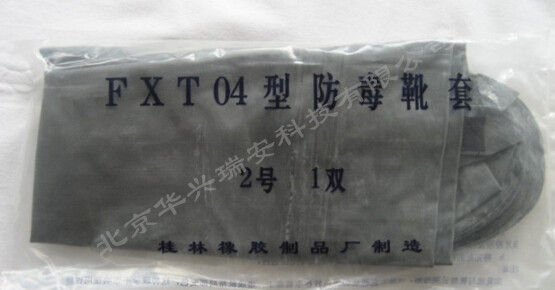 FXT04型防毒靴套
2号 1双
桂林橡胶制品厂制造
北京华兴瑞安科技有限公司